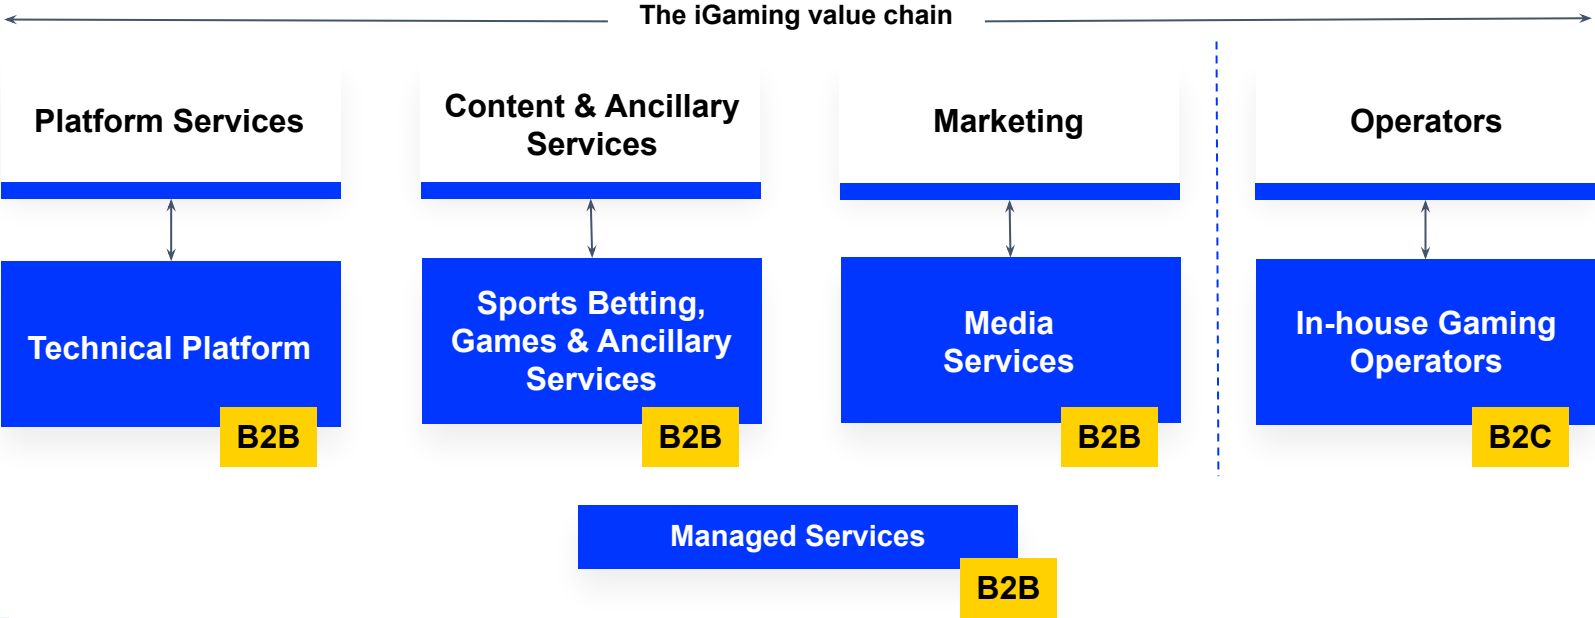 The iGaming value chain
Platform Services
Content & Ancillary
Services
Marketing
Operators
Technical Platform
B2B
Sports Betting,
Games & Ancillary
Services
B2B
Media
Services
B2B
In-house Gaming
Operators
B2C
Managed Services
B2B